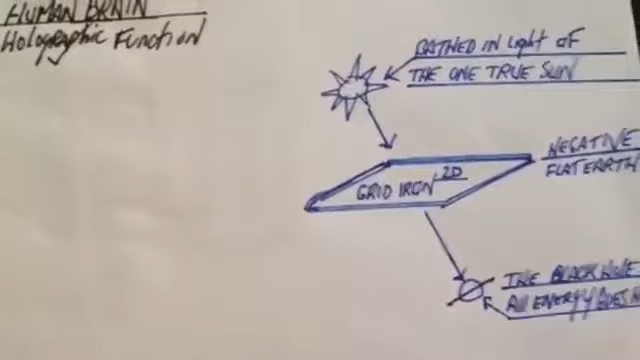 HUMAN BRAIN
Holographic Function
BATHED IN Light of
THE ONE TRUE SUN
GRID IRON 2D
NEGATIVE
FLAT EARTH
THE BLACK HOLE
All ENERGY